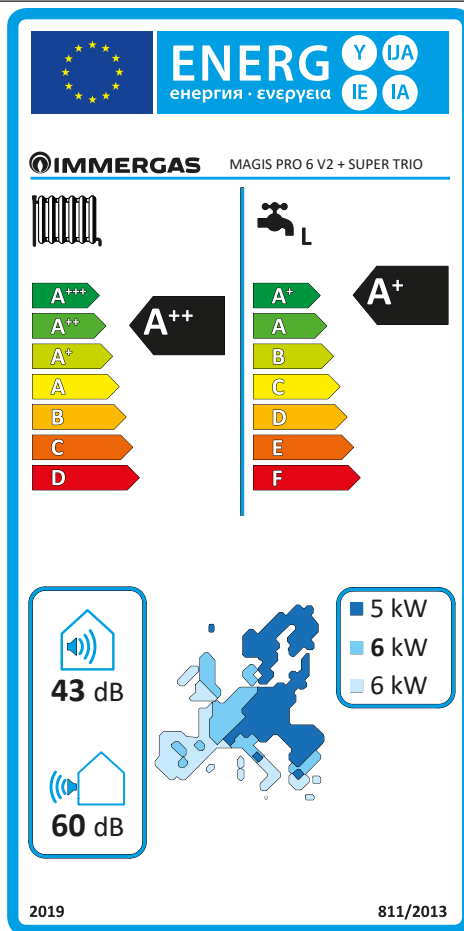 ENERG
енергия · ενεργεια
Y IJA
IE IA
IMMERGAS MAGIS PRO 6 V2 + SUPER TRIO
L
A+++
A++
A+
A
B
C
D
A++
A+
A
B
C
D
E
F
A+
43 dB
60 dB
5 kW
6 kW
6 kW
2019 811/2013